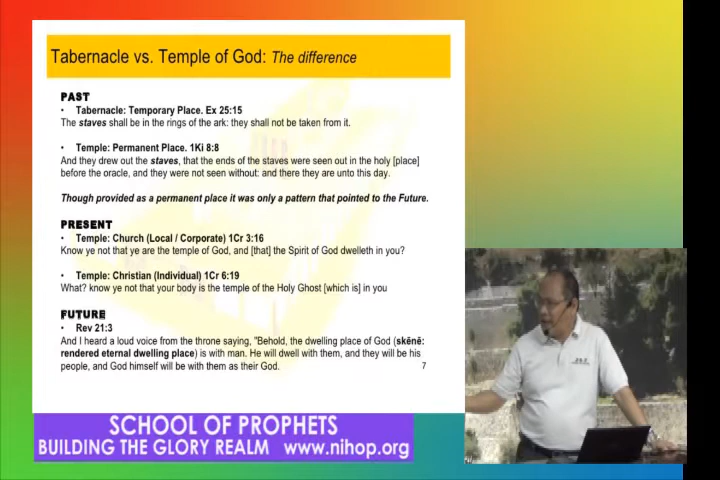 Tabernacle vs. Temple of God: The difference
PAST
• Tabernacle: Temporary Place. Ex 25:15
The staves shall be in the rings of the ark: they shall not be taken from it.
• Temple: Permanent Place. 1Ki 8:8
And they drew out the staves, that the ends of the staves were seen out in the holy [place]
before the oracle, and they were not seen without: and there they are unto this day.
Though provided as a permanent place it was only a pattern that pointed to the Future.
PRESENT
• Temple: Church (Local / Corporate) 1Cr 3:16
Know ye not that ye are the temple of God, and [that] the Spirit of God dwelleth in you?
• Temple: Christian (Individual) 1Cr 6:19
What? know ye not that your body is the temple of the Holy Ghost [which is] in you
FUTURE
• Rev 21:3
And I heard a loud voice from the throne saying, "Behold, the dwelling place of God (skēnē:
rendered eternal dwelling place) is with man. He will dwell with them, and they will be his
people, and God himself will be with them as their God.
7
SCHOOL OF PROPHETS
BUILDING THE GLORY REALM www.nihop.org